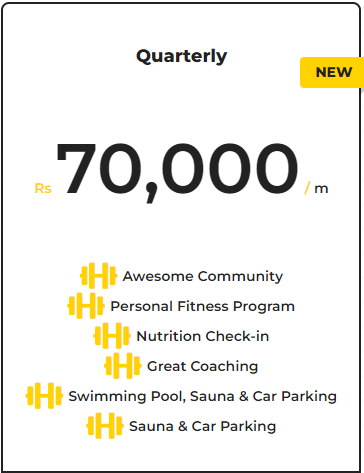 Quarterly
NEW
Rs 70,000 / m
Awesome Community
Personal Fitness Program
Nutrition Check-in
Great Coaching
Swimming Pool, Sauna & Car Parking
Sauna & Car Parking